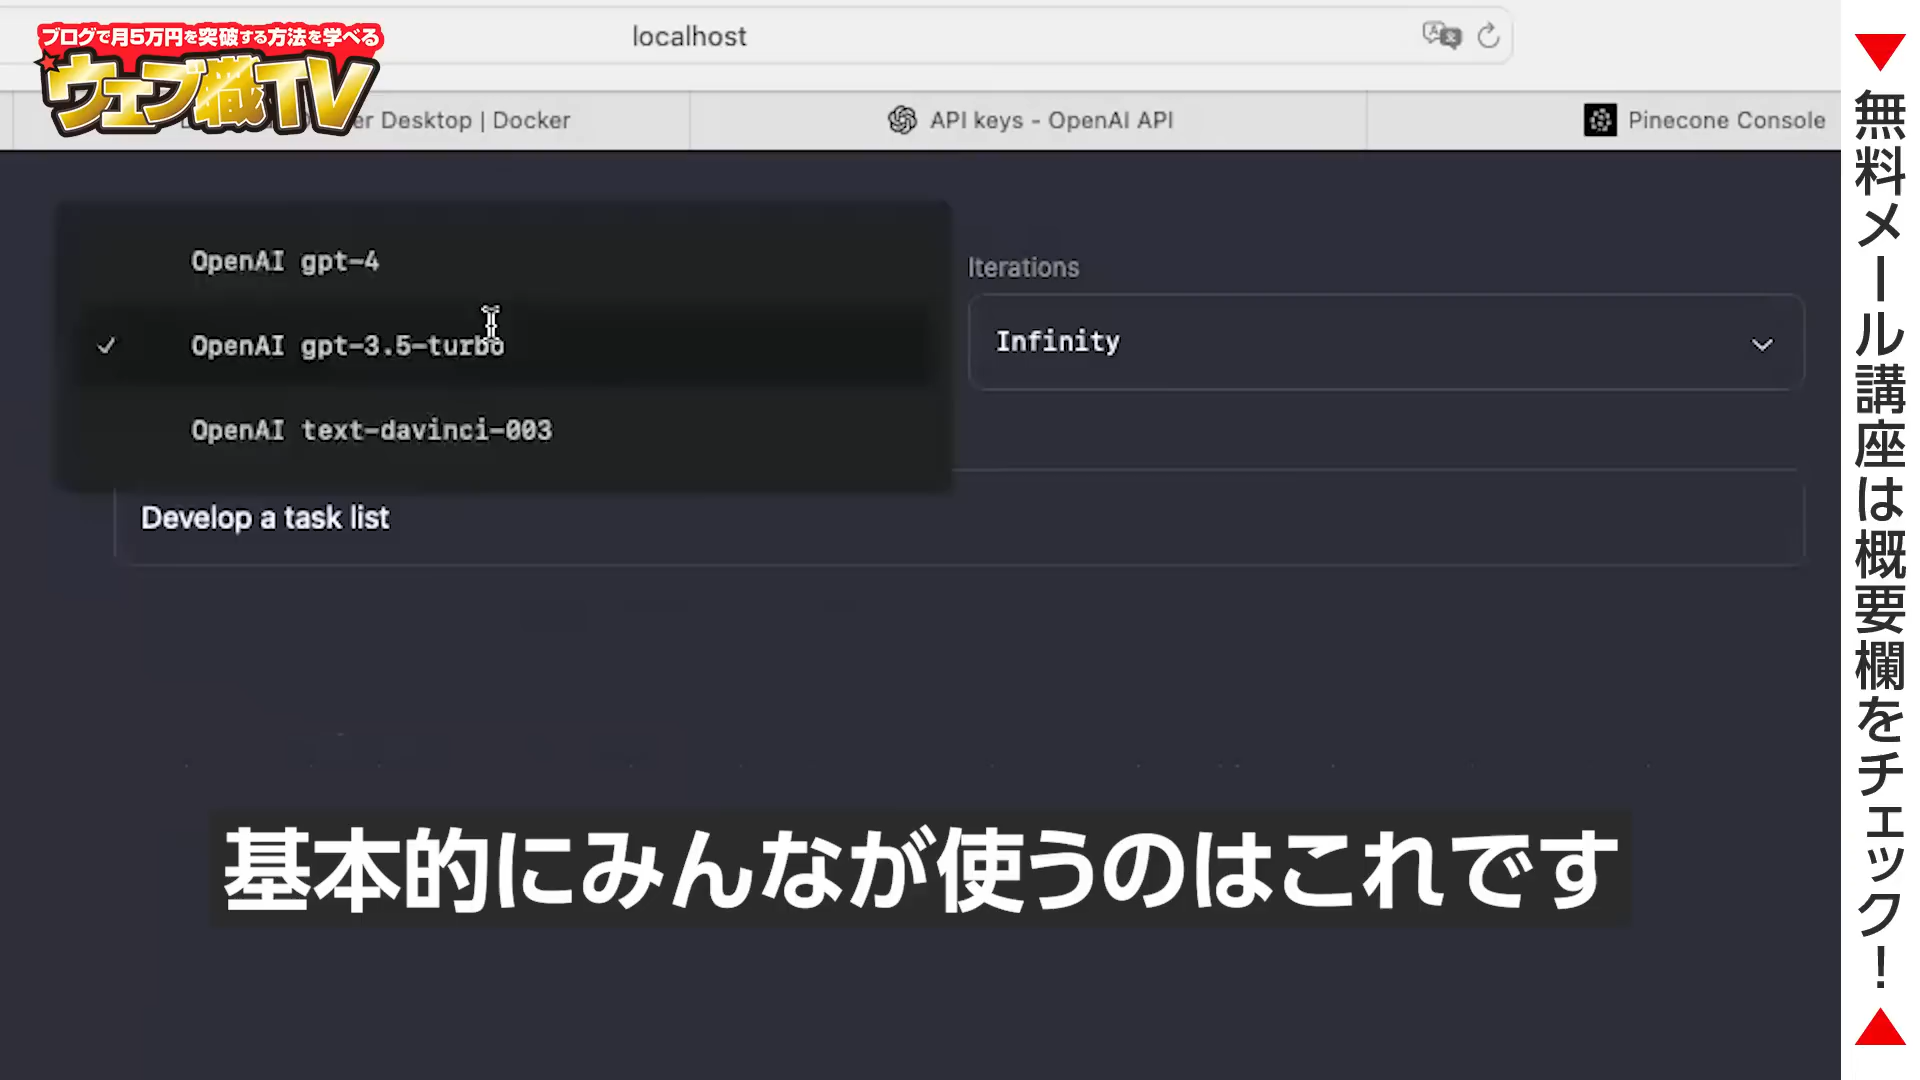 ブログで月5万円を突破する方法を学べる
ウェブ職TV
localhost
er Desktop | Docker
API keys - OpenAI API
Pinecone Console
OpenAI gpt-4
OpenAI gpt-3.5-turbo
OpenAI text-davinci-003
Iterations
Infinity
Develop a task list
基本的にみんなが使うのはこれです
▼無料メール講座は概要欄をチェック!▲